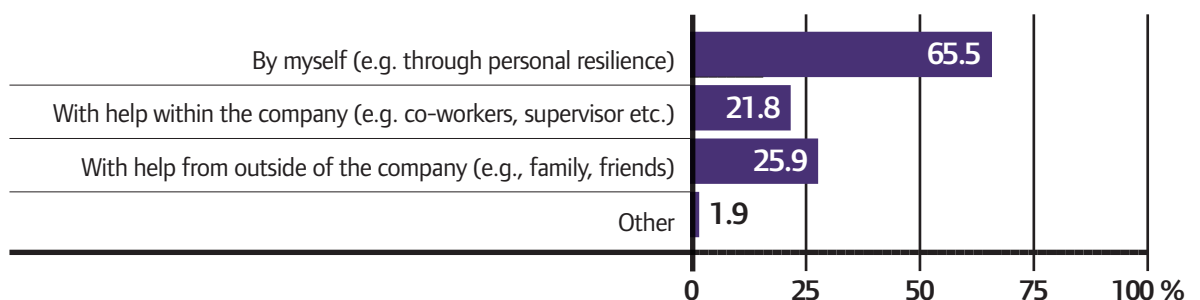 By myself (e.g. through personal resilience) 65.5
With help within the company (e.g. co-workers, supervisor etc.) 21.8
With help from outside of the company (e.g., family, friends) 25.9
Other 1.9
0 25 50 75 100 %